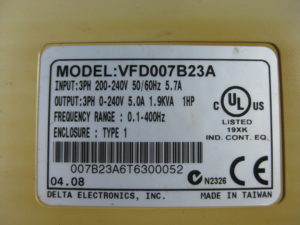 MODEL:VFD007B23A
INPUT:3PH 200-240V 50/60Hz 5.7A
OUTPUT:3PH 0-240V 5.0A 1.9KVA 1HP
FREQUENCY RANGE : 0.1-400Hz
ENCLOSURE : TYPE 1
C UL US
LISTED
19XK
IND. CONT. EQ.
007B23A6T6300052
04.08
N2326
DELTA ELECTRONICS, INC.
MADE IN TAIWAN